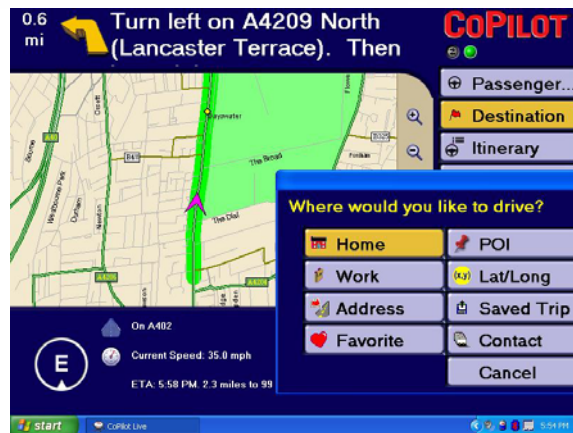 0.6
mi
Turn left on A4209 North
(Lancaster Terrace). Then
COPILOT
Passenger...
Destination
Itinerary
Bayswater
The Broad
The Dial
Where would you like to drive?
Home
POI
Work
Lat/Long
Address
Saved Trip
Favorite
Contact
Cancel
On A402
Current Speed: 35.0 mph
ETA: 5:58 PM. 2.3 miles to 99
E
start
CoPilot Live
5:54 PM